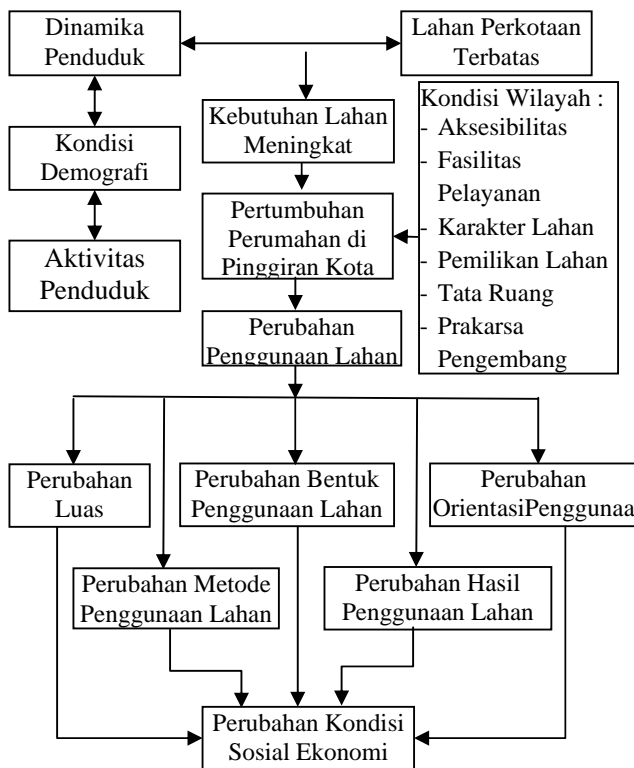 Dinamika
Penduduk
Lahan Perkotaan
Terbatas
Kondisi
Demografi
Aktivitas
Penduduk
Kebutuhan Lahan
Meningkat
Pertumbuhan
Perumahan di
Pinggiran Kota
Kondisi Wilayah :
- Aksesibilitas
- Fasilitas
Pelayanan
- Karakter Lahan
- Pemilikan Lahan
- Tata Ruang
- Prakarsa
Pengembang
Perubahan
Penggunaan Lahan
Perubahan
Luas
Perubahan Bentuk
Penggunaan Lahan
Perubahan
OrientasiPenggunaa
Perubahan Metode
Penggunaan Lahan
Perubahan Hasil
Penggunaan Lahan
Perubahan Kondisi
Sosial Ekonomi